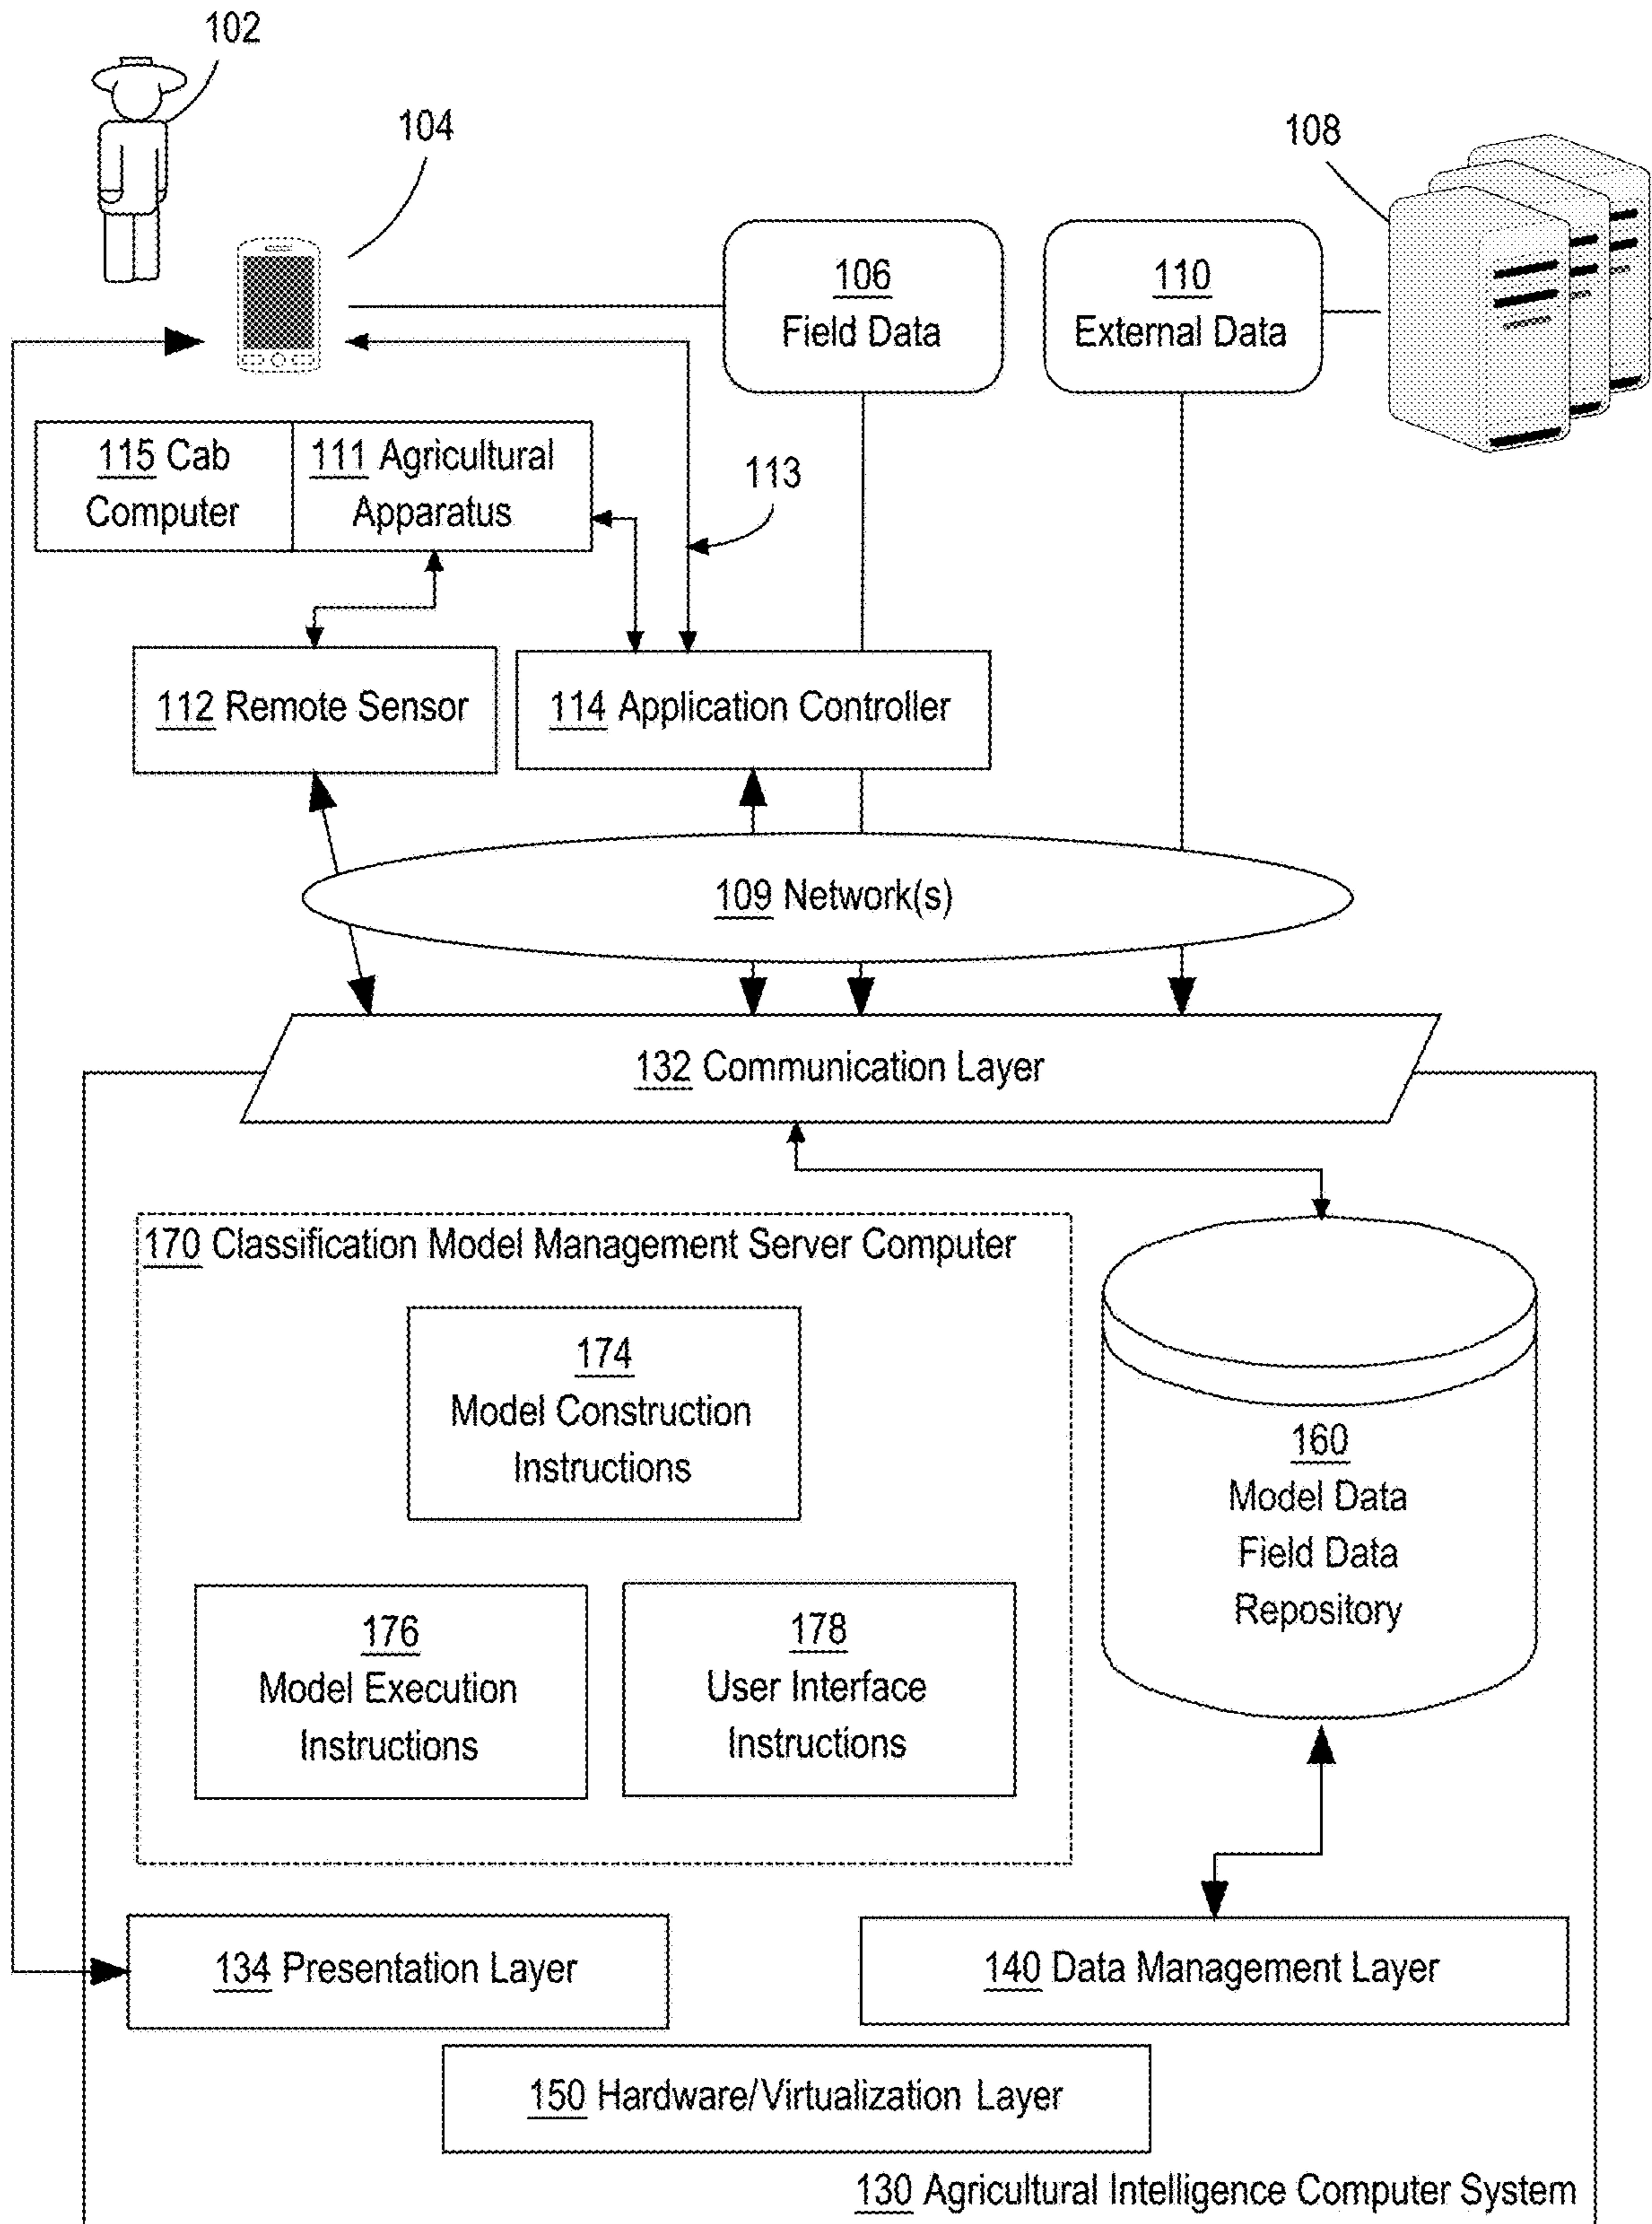 102
104
108
106
Field Data
110
External Data
115 Cab
Computer
111 Agricultural
Apparatus
113
112 Remote Sensor
114 Application Controller
109 Network(s)
132 Communication Layer
170 Classification Model Management Server Computer
174
Model Construction
Instructions
160
Model Data
Field Data
Repository
176
Model Execution
Instructions
178
User Interface
Instructions
134 Presentation Layer
140 Data Management Layer
150 Hardware/Virtualization Layer
130 Agricultural Intelligence Computer System